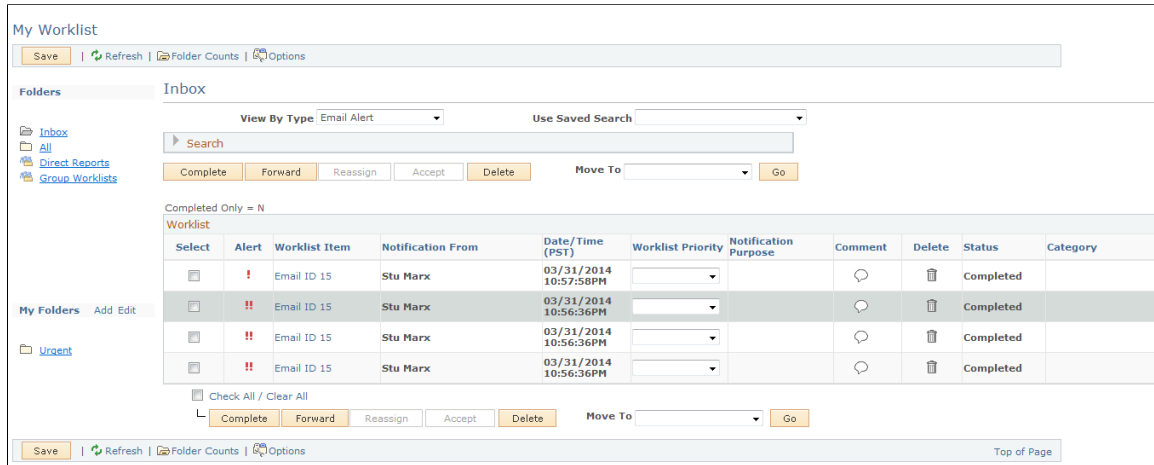 My Worklist
Save | Refresh | Folder Counts | Options
Folders
Inbox
All
Direct Reports
Group Worklists
My Folders Add Edit
Urgent
Inbox
View By Type Email Alert Use Saved Search
Search
Complete Forward Reassign Accept Delete Move To Go
Completed Only = N
Worklist
Select Alert Worklist Item Notification From Date/Time (PST) Worklist Priority Notification Purpose Comment Delete Status Category
! Email ID 15 Stu Marx 03/31/2014 10:57:58PM Completed
!! Email ID 15 Stu Marx 03/31/2014 10:56:36PM Completed
!! Email ID 15 Stu Marx 03/31/2014 10:56:36PM Completed
!! Email ID 15 Stu Marx 03/31/2014 10:56:36PM Completed
Check All / Clear All
Complete Forward Reassign Accept Delete Move To Go
Save | Refresh | Folder Counts | Options Top of Page